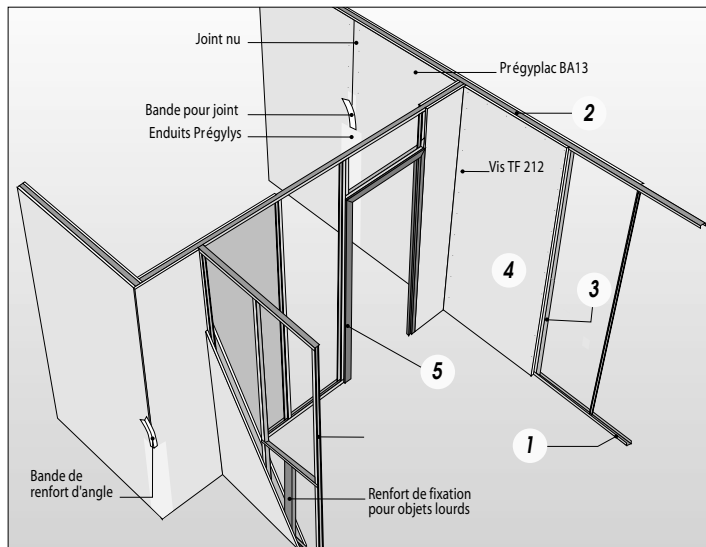 Joint nu
Prégyplac BA13
2
Bande pour joint
Enduits Prégylys
Vis TF 212
4
3
5
1
Bande de
renfort d'angle
Renfort de fixation
pour objets lourds